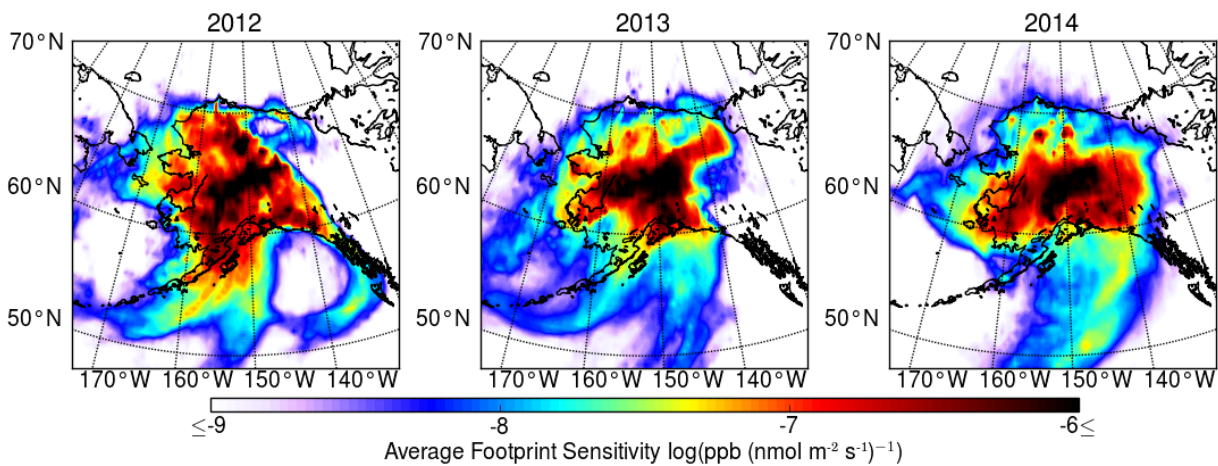 2012 2013 2014
70°N 70°N 70°N
60°N 60°N 60°N
50°N 50°N 50°N
170°W 160°W 150°W 140°W 170°W 160°W 150°W 140°W 170°W 160°W 150°W 140°W
≤-9 -8 -7 -6≤
Average Footprint Sensitivity log(ppb (nmol m⁻² s⁻¹)⁻¹)